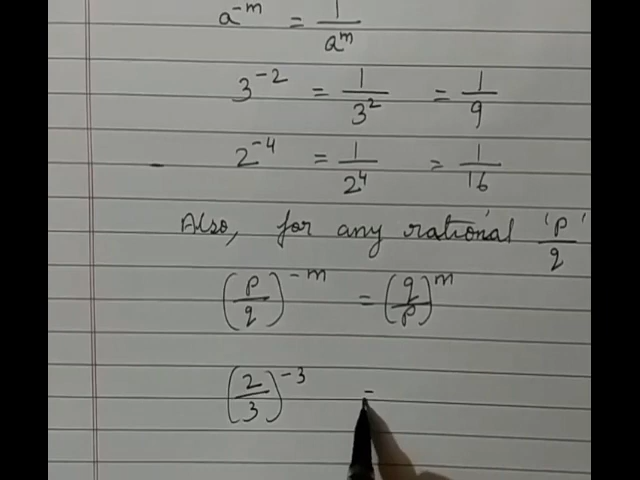 a^-m = 1/a^m
3^-2 = 1/3^2 = 1/9
- 2^-4 = 1/2^4 = 1/16
Also, for any rational 'p/q'
(p/q)^-m = (q/p)^m
(2/3)^-3 =